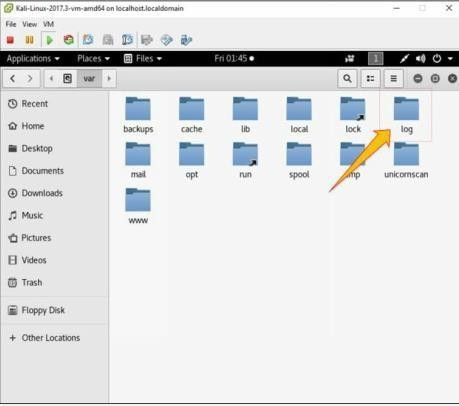 Kali-Linux-2017.3-vm-amd64 on localhost.localdomain
File View VM
Applications Places Files Fri 01:45 1
var
Recent
Home
Desktop
Documents
Downloads
Music
Pictures
Videos
Trash
Floppy Disk
+ Other Locations
backups cache lib local lock log
mail opt run spool unicornscan
www